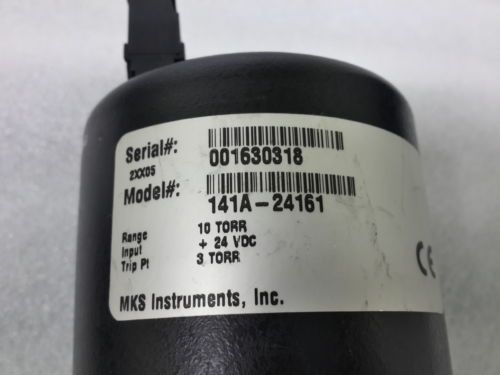 Serial#: 001630318
2XX05
Model#: 141A-24161
Range 10 TORR
Input + 24 VDC
Trip Pt 3 TORR
CE
MKS Instruments, Inc.